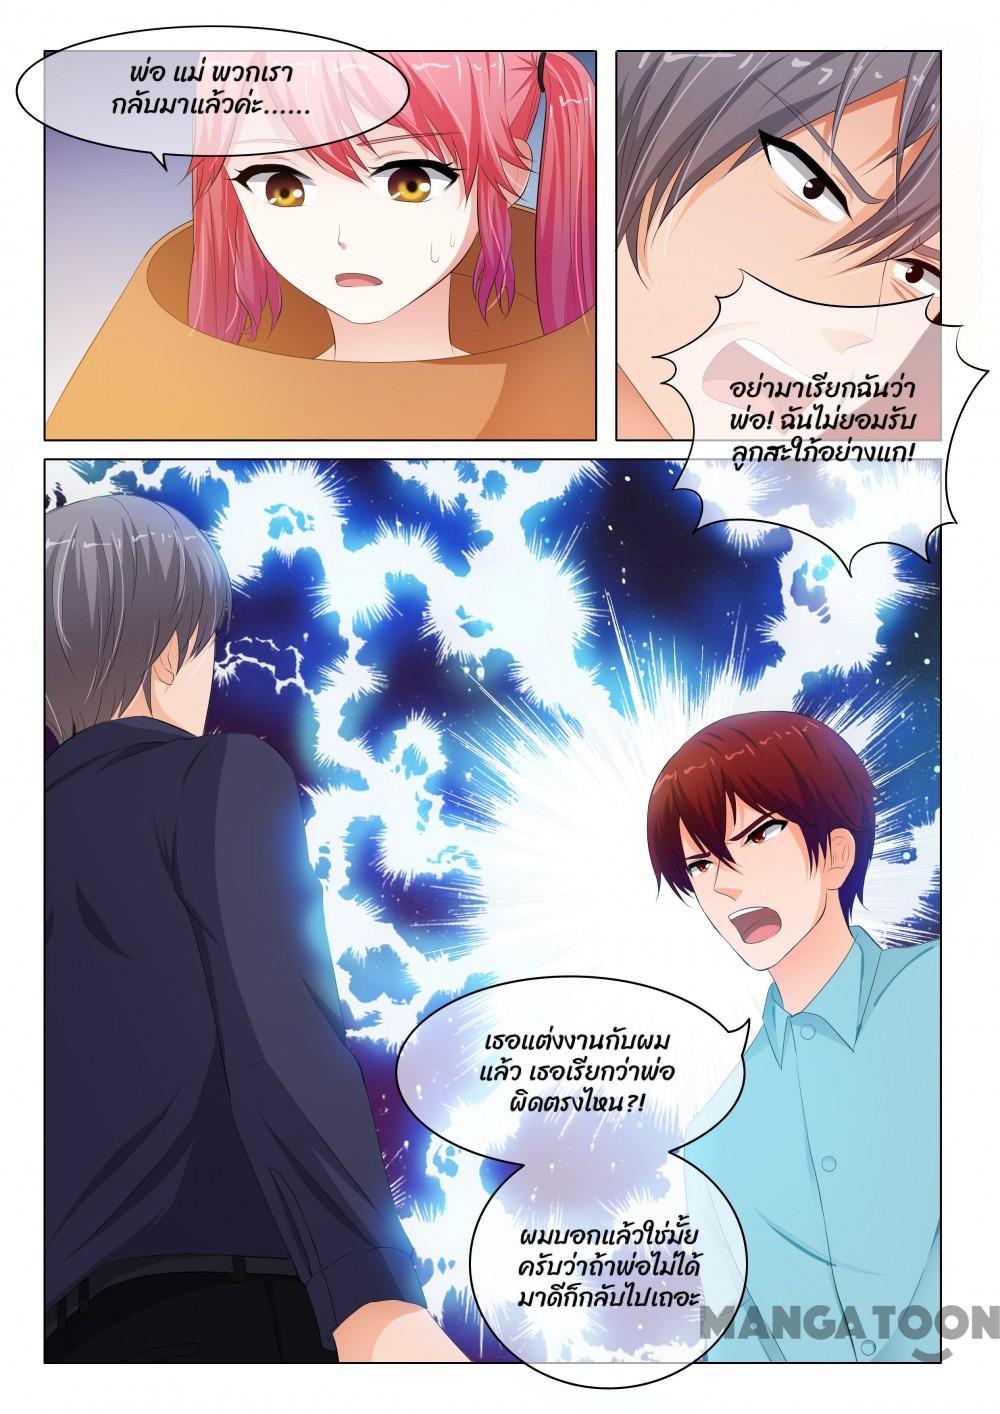 พ่อ แม่ พวกเรา
กลับมาแล้วค่ะ......
อย่ามาเรียกฉันว่า
พ่อ! ฉันไม่ยอมรับ
ลูกสะใภ้อย่างแก!
เธอแต่งงานกับผม
แล้ว เธอเรียกว่าพ่อ
ผิดตรงไหน?!
ผมบอกแล้วใช่มั้ย
ครับว่าถ้าพ่อไม่ได้
มาดีก็กลับไปเถอะ
MANGATOON